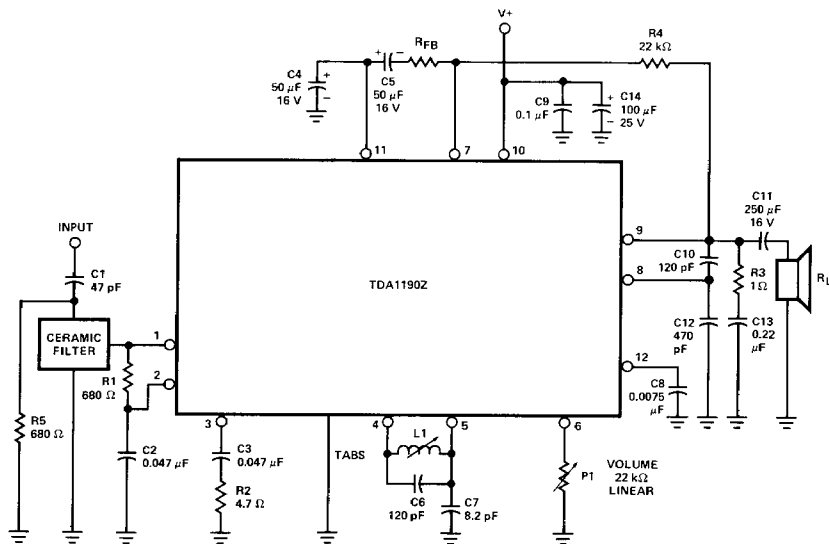 V+
R4
22 kΩ
RFB
C4
50 μF
16 V
+
−
+ −
C5
50 μF
16 V
C9
0.1 μF
+
−
C14
100 μF
25 V
11
7
10
INPUT
C1
47 pF
CERAMIC
FILTER
R5
680 Ω
R1
680 Ω
C2
0.047 μF
1
2
TDA1190Z
9
8
12
C11
250 μF
16 V
C10
120 pF
R3
1Ω
RL
C12
470
pF
C13
0.22
μF
C8
0.0075
μF
3
C3
0.047 μF
R2
4.7 Ω
TABS
4
5
L1
C6
120 pF
C7
8.2 pF
6
P1
VOLUME
22 kΩ
LINEAR